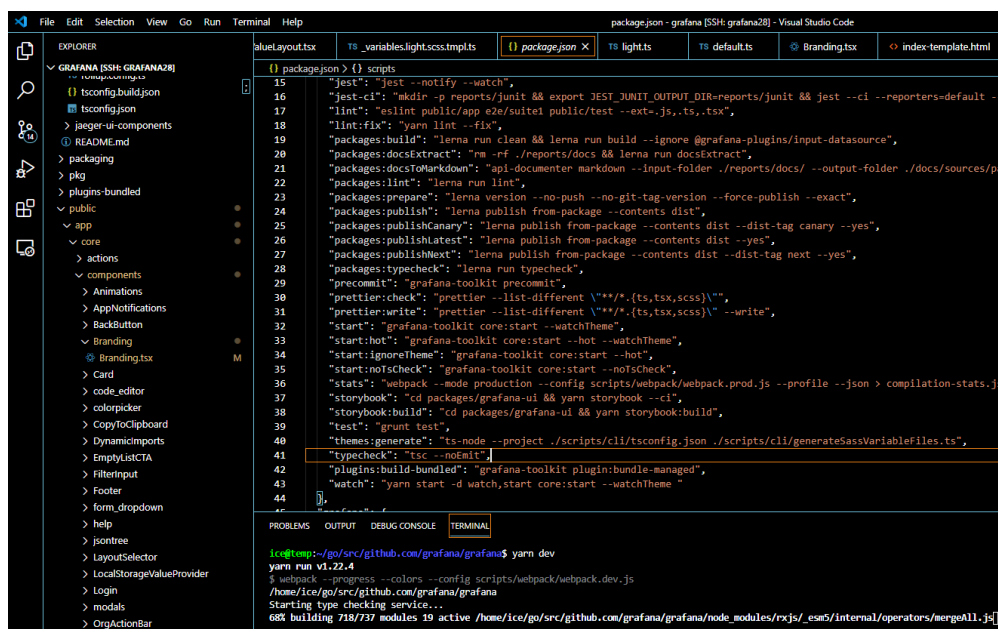 File Edit Selection View Go Run Terminal Help package.json - grafana [SSH: grafana28] - Visual Studio Code
EXPLORER
GRAFANA [SSH: GRAFANA28]
rollup.config.ts
{} tsconfig.build.json
tsconfig.json
> jaeger-ui-components
README.md
> packaging
> pkg
> plugins-bundled
public
app
core
> actions
components
> Animations
> AppNotifications
> BackButton
Branding
Branding.tsx M
> Card
> code_editor
> colorpicker
> CopyToClipboard
> DynamicImports
> EmptyListCTA
> FilterInput
> Footer
> form_dropdown
> help
> jsontree
> LayoutSelector
> LocalStorageValueProvider
> Login
> modals
> OrgActionBar
14
alueLayout.tsx TS _variables.light.scss.tmpl.ts {} package.json × TS light.ts TS default.ts Branding.tsx <> index-template.html
{} package.json > {} scripts
15 "jest": "jest --notify --watch",
16 "jest-ci": "mkdir -p reports/junit && export JEST_JUNIT_OUTPUT_DIR=reports/junit && jest --ci --reporters=default -
17 "lint": "eslint public/app e2e/suite1 public/test --ext=.js,.ts,.tsx",
18 "lint:fix": "yarn lint --fix",
19 "packages:build": "lerna run clean && lerna run build --ignore @grafana-plugins/input-datasource",
20 "packages:docsExtract": "rm -rf ./reports/docs && lerna run docsExtract",
21 "packages:docsToMarkdown": "api-documenter markdown --input-folder ./reports/docs/ --output-folder ./docs/sources/pa
22 "packages:lint": "lerna run lint",
23 "packages:prepare": "lerna version --no-push --no-git-tag-version --force-publish --exact",
24 "packages:publish": "lerna publish from-package --contents dist",
25 "packages:publishCanary": "lerna publish from-package --contents dist --dist-tag canary --yes",
26 "packages:publishLatest": "lerna publish from-package --contents dist --yes",
27 "packages:publishNext": "lerna publish from-package --contents dist --dist-tag next --yes",
28 "packages:typecheck": "lerna run typecheck",
29 "precommit": "grafana-toolkit precommit",
30 "prettier:check": "prettier --list-different \"**/*.{ts,tsx,scss}\"",
31 "prettier:write": "prettier --list-different \"**/*.{ts,tsx,scss}\" --write",
32 "start": "grafana-toolkit core:start --watchTheme",
33 "start:hot": "grafana-toolkit core:start --hot --watchTheme",
34 "start:ignoreTheme": "grafana-toolkit core:start --hot",
35 "start:noTsCheck": "grafana-toolkit core:start --noTsCheck",
36 "stats": "webpack --mode production --config scripts/webpack/webpack.prod.js --profile --json > compilation-stats.j
37 "storybook": "cd packages/grafana-ui && yarn storybook --ci",
38 "storybook:build": "cd packages/grafana-ui && yarn storybook:build",
39 "test": "grunt test",
40 "themes:generate": "ts-node --project ./scripts/cli/tsconfig.json ./scripts/cli/generateSassVariableFiles.ts",
41 "typecheck": "tsc --noEmit",
42 "plugins:build-bundled": "grafana-toolkit plugin:bundle-managed",
43 "watch": "yarn start -d watch,start core:start --watchTheme "
44 },
45 "grafana": {
PROBLEMS OUTPUT DEBUG CONSOLE TERMINAL
ice@temp:~/go/src/github.com/grafana/grafana$ yarn dev
yarn run v1.22.4
$ webpack --progress --colors --config scripts/webpack/webpack.dev.js
/home/ice/go/src/github.com/grafana/grafana
Starting type checking service...
68% building 718/737 modules 19 active /home/ice/go/src/github.com/grafana/grafana/node_modules/rxjs/_esm5/internal/operators/mergeAll.js